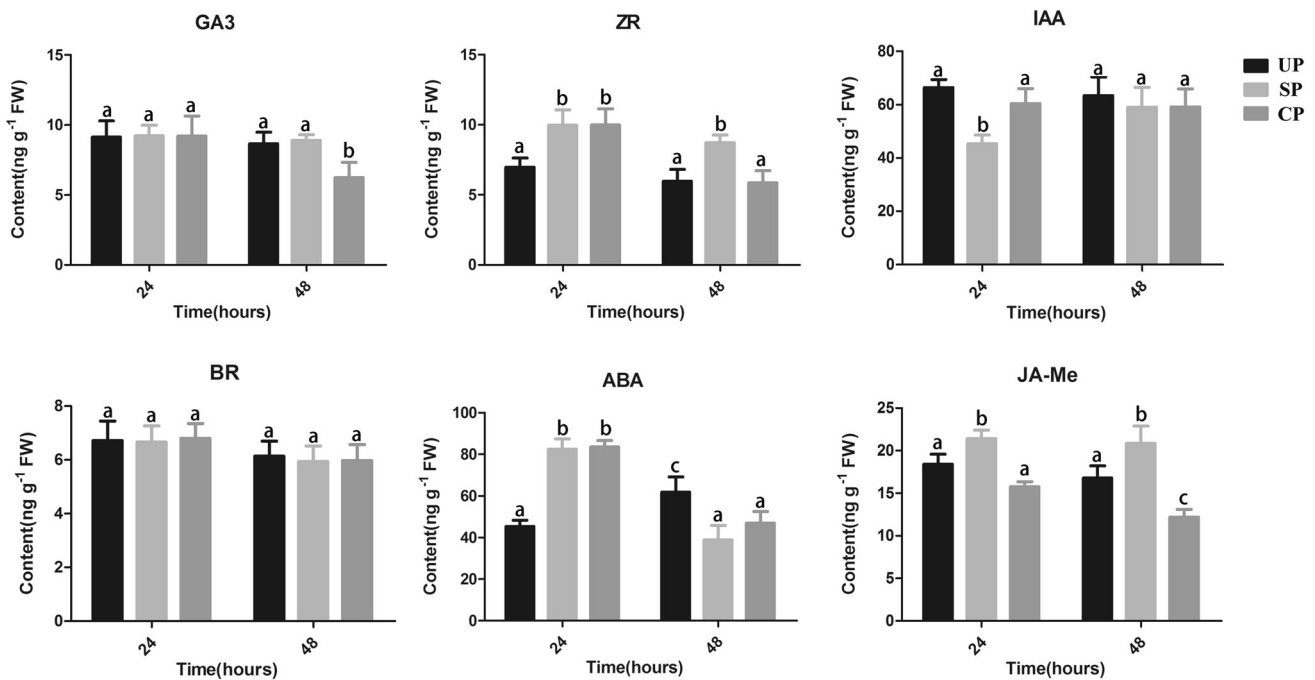 GA3
Content(ng g-1 FW)
15
10
5
0
a a a a a b
24 48
Time(hours)
ZR
Content(ng g-1 FW)
15
10
5
0
a b b a b a
24 48
Time(hours)
IAA
Content(ng g-1 FW)
80
60
40
20
0
a b a a a a
24 48
Time(hours)
UP
SP
CP
BR
Content(ng g-1 FW)
8
6
4
2
0
a a a a a a
24 48
Time(hours)
ABA
Content(ng g-1 FW)
100
80
60
40
20
0
a b b c a a
24 48
Time(hours)
JA-Me
Content(ng g-1 FW)
25
20
15
10
5
0
a b a a b c
24 48
Time(hours)